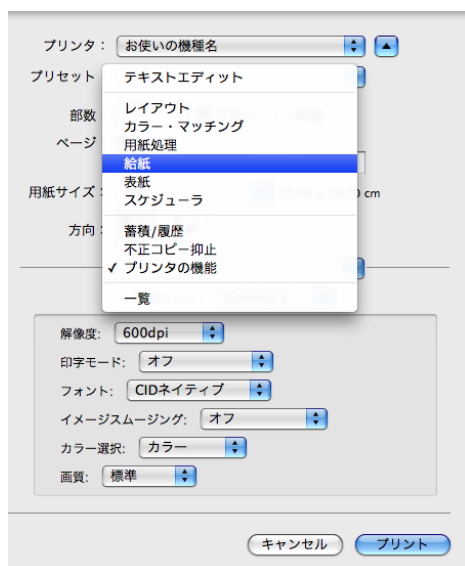 プリンタ： お使いの機種名
プリセット
テキストエディット
部数
レイアウト
カラー・マッチング
ページ
用紙処理
給紙
表紙
用紙サイズ：
スケジューラ
cm
方向：
蓄積/履歴
不正コピー抑止
✓ プリンタの機能
一覧
解像度: 600dpi
印字モード: オフ
フォント: CIDネイティブ
イメージスムージング: オフ
カラー選択: カラー
画質: 標準
キャンセル プリント